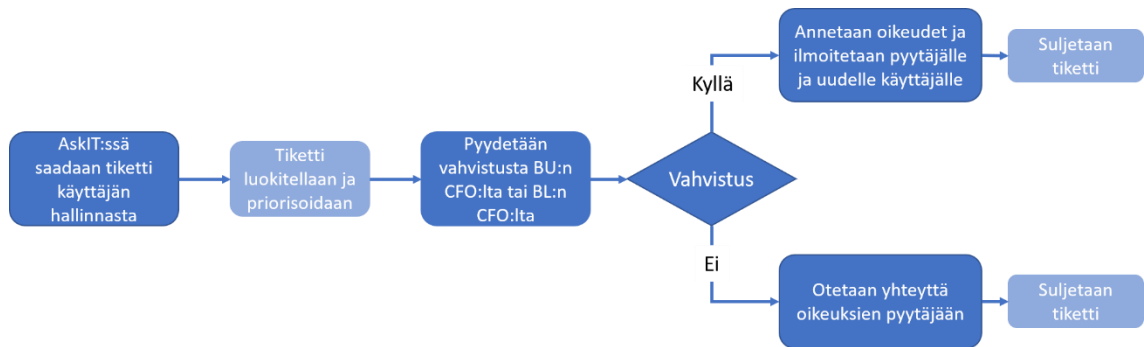 AskIT:ssä
saadaan tiketti
käyttäjän
hallinnasta
Tiketti
luokitellaan ja
priorisoidaan
Pyydetään
vahvistusta BU:n
CFO:lta tai BL:n
CFO:lta
Vahvistus
Kyllä
Annetaan oikeudet ja
ilmoitetaan pyytäjälle
ja uudelle käyttäjälle
Suljetaan
tiketti
Ei
Otetaan yhteyttä
oikeuksien pyytäjään
Suljetaan
tiketti